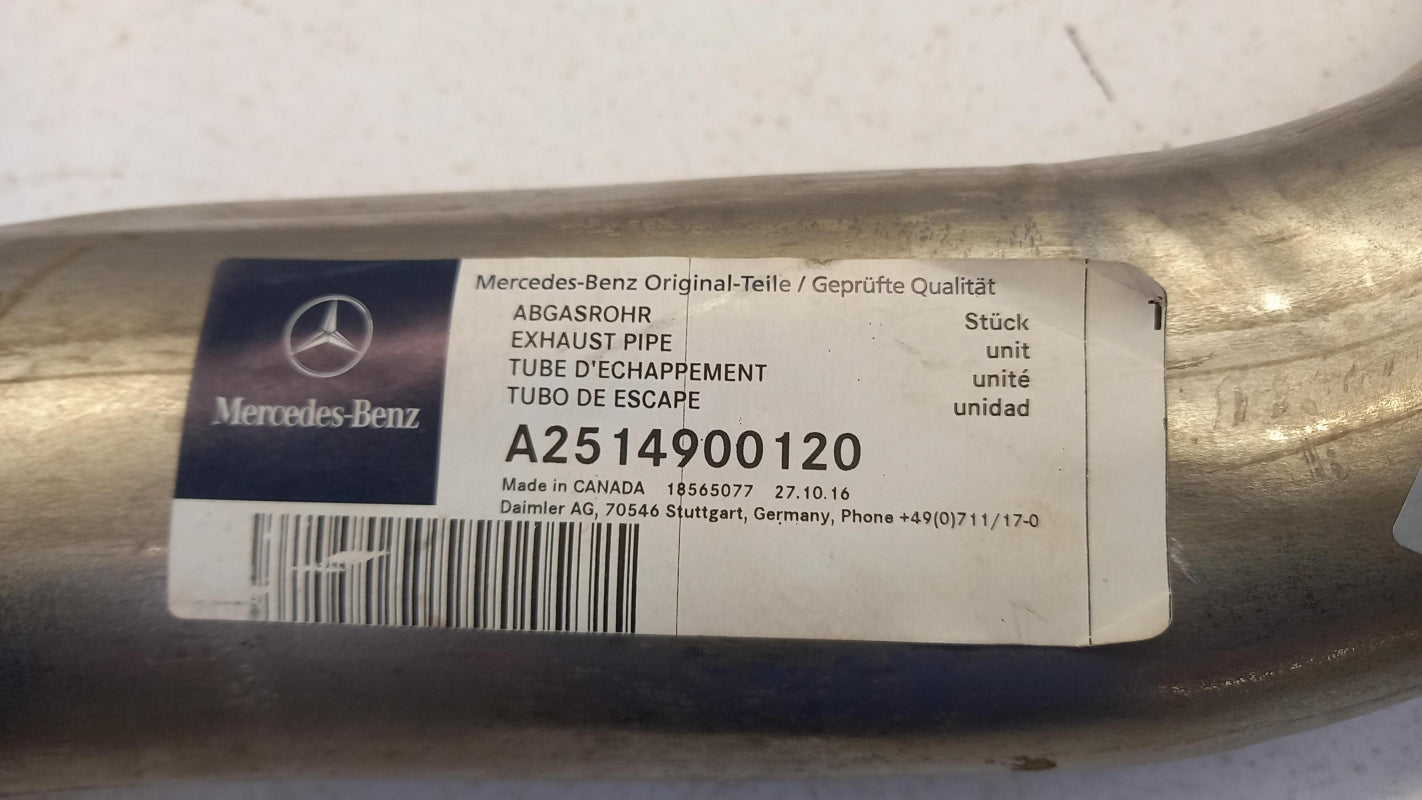 Mercedes-Benz
Mercedes-Benz Original-Teile / Geprüfte Qualität
ABGASROHR Stück
EXHAUST PIPE unit
TUBE D'ECHAPPEMENT unité
TUBO DE ESCAPE unidad
A2514900120
Made in CANADA 18565077 27.10.16
Daimler AG, 70546 Stuttgart, Germany, Phone +49(0)711/17-0